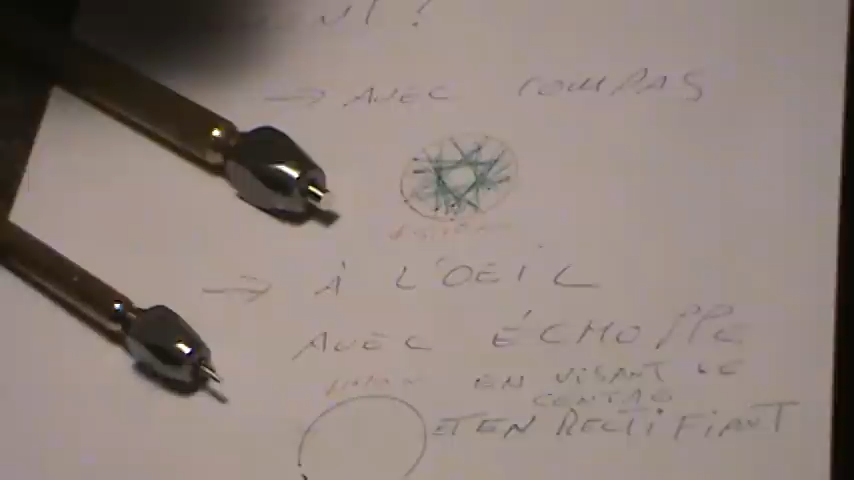 → AVEC COMPAS
→ À L'OEIL
AVEC ÉCHOPPE
EN VISANT LE
CENTRE
ET EN RECTIFIANT